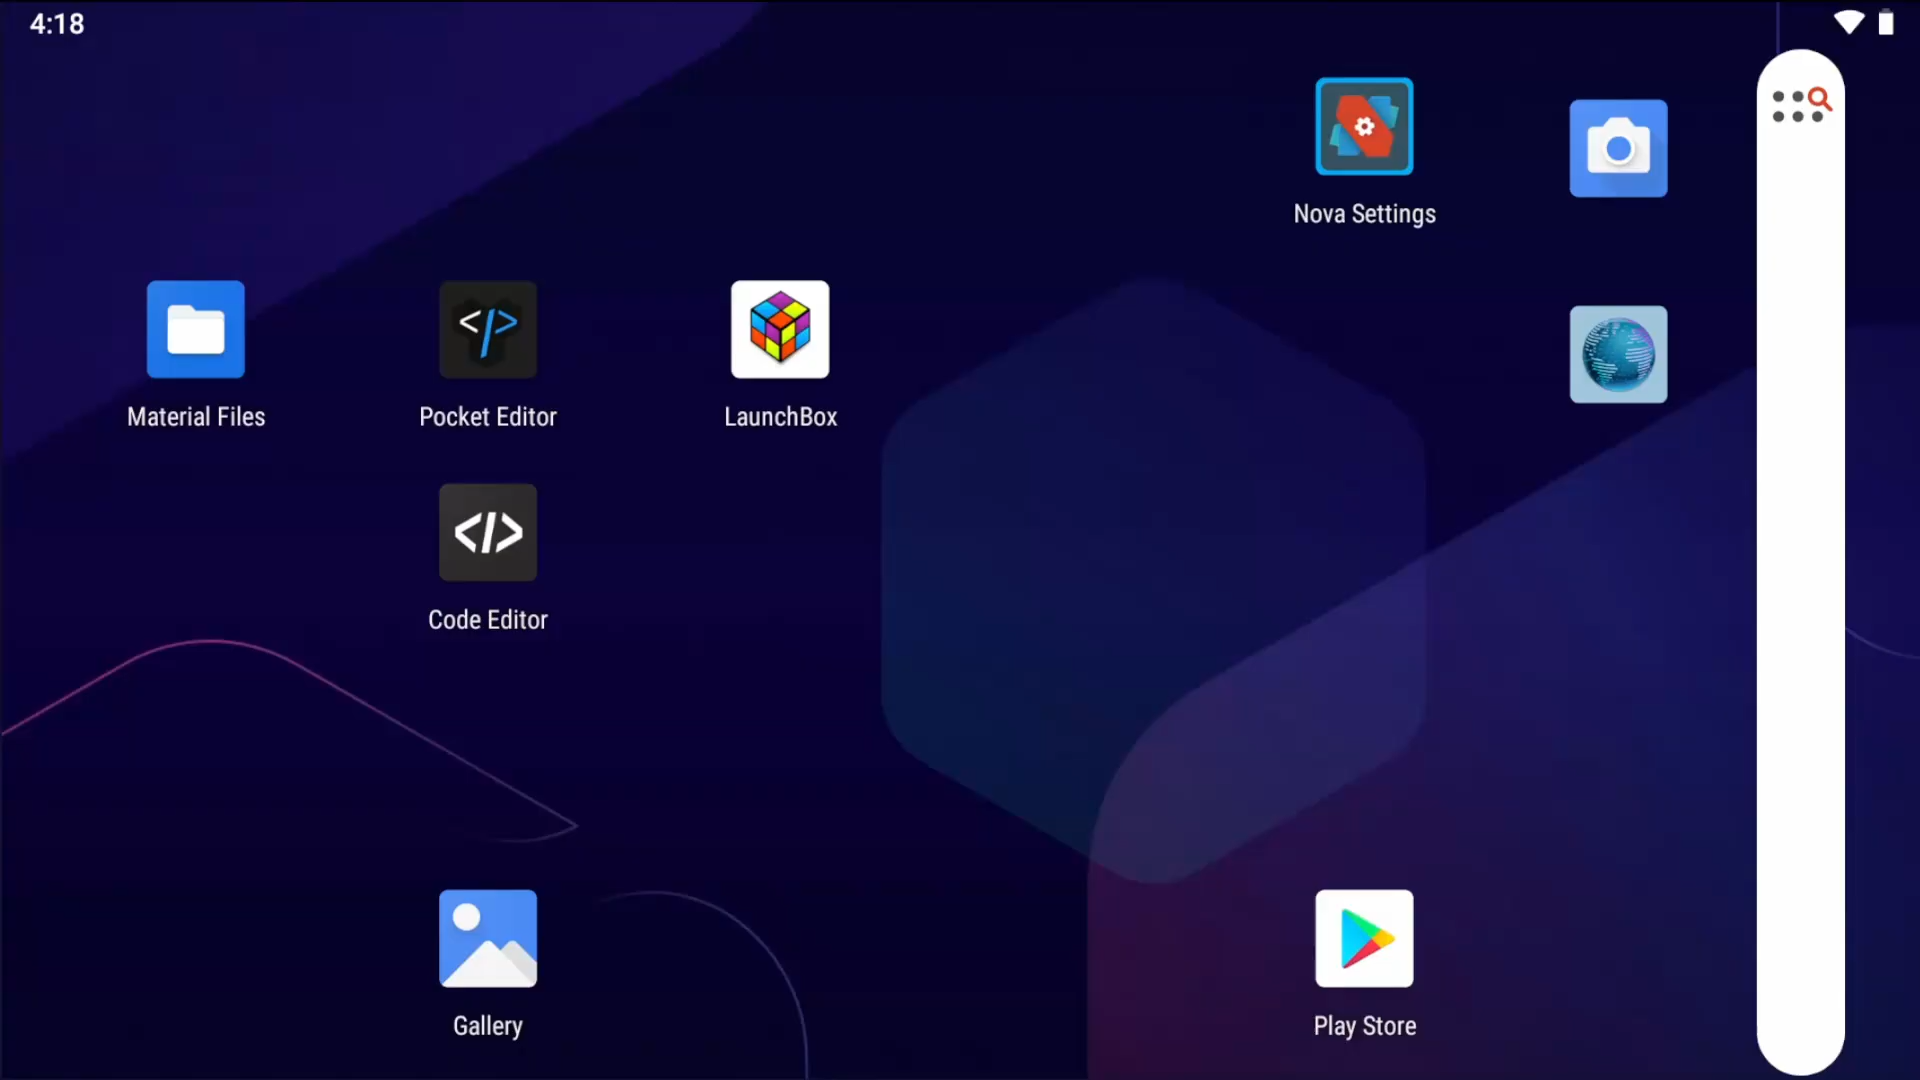 4:18
Nova Settings
Material Files
Pocket Editor
LaunchBox
Code Editor
Gallery
Play Store